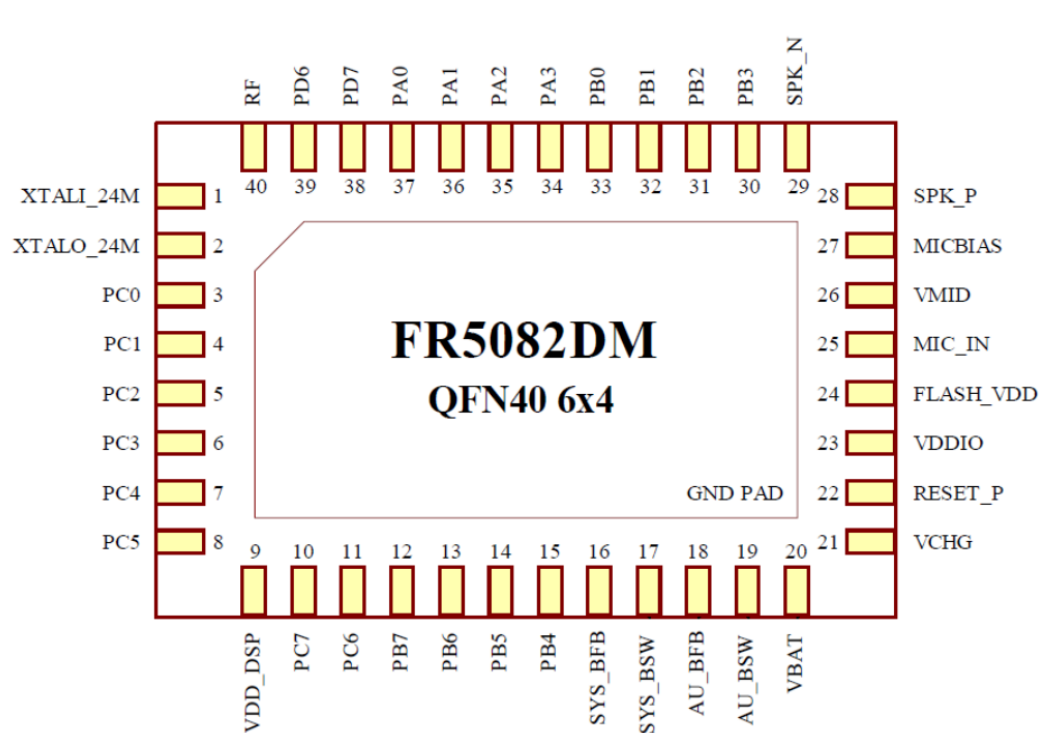 RF PD6 PD7 PA0 PA1 PA2 PA3 PB0 PB1 PB2 PB3 SPK_N
40 39 38 37 36 35 34 33 32 31 30 29
XTALI_24M 1
XTALO_24M 2
PC0 3
PC1 4
PC2 5
PC3 6
PC4 7
PC5 8
FR5082DM
QFN40 6x4
GND PAD
28 SPK_P
27 MICBIAS
26 VMID
25 MIC_IN
24 FLASH_VDD
23 VDDIO
22 RESET_P
21 VCHG
9 10 11 12 13 14 15 16 17 18 19 20
VDD_DSP PC7 PC6 PB7 PB6 PB5 PB4 SYS_BFB SYS_BSW AU_BFB AU_BSW VBAT